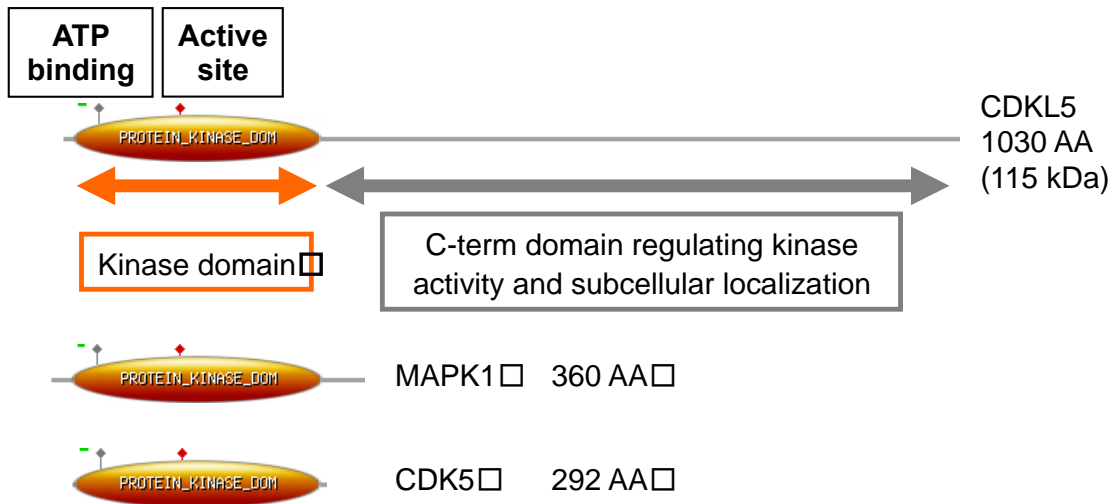 ATP
binding
Active
site
PROTEIN_KINASE_DOM
CDKL5
1030 AA
(115 kDa)
Kinase domain□
C-term domain regulating kinase
activity and subcellular localization
PROTEIN_KINASE_DOM
MAPK1□ 360 AA□
PROTEIN_KINASE_DOM
CDK5□ 292 AA□